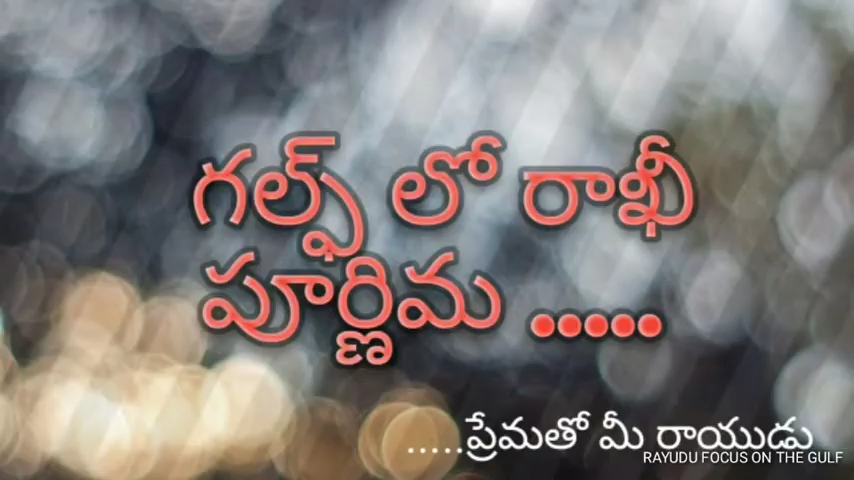 గల్ఫ్ లో రాఖీ
పూర్ణిమ .....
.....ప్రేమతో మీ రాయుడు
RAYUDU FOCUS ON THE GULF